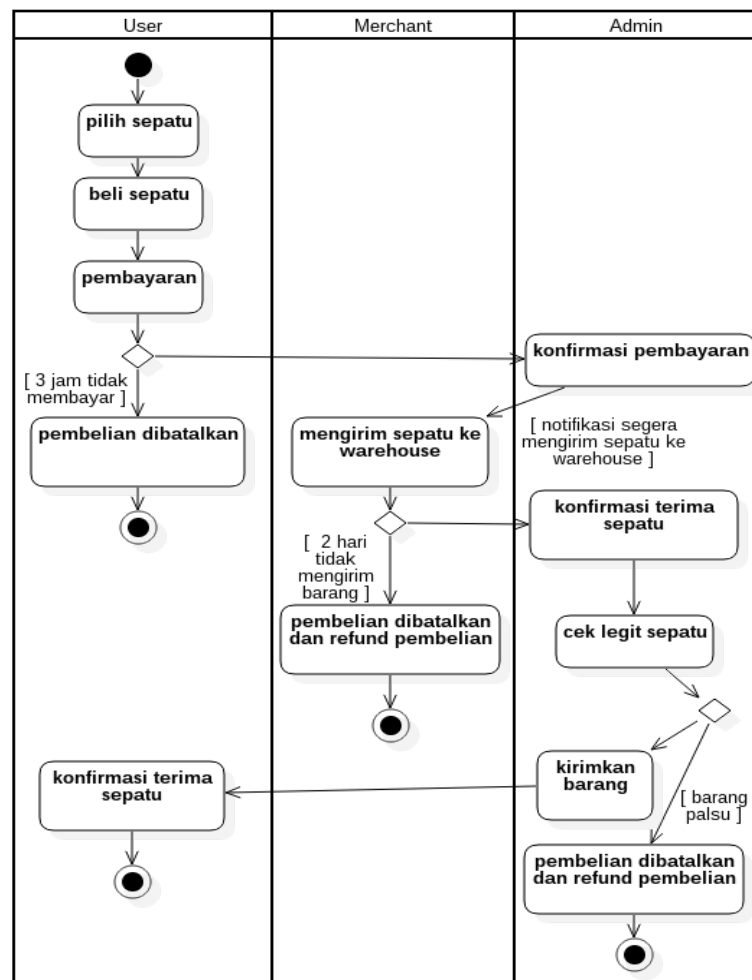 User
Merchant
Admin
pilih sepatu
beli sepatu
pembayaran
[ 3 jam tidak
membayar ]
konfirmasi pembayaran
pembelian dibatalkan
mengirim sepatu ke
warehouse
[ notifikasi segera
mengirim sepatu ke
warehouse ]
konfirmasi terima
sepatu
[ 2 hari
tidak
mengirim
barang ]
pembelian dibatalkan
dan refund pembelian
cek legit sepatu
konfirmasi terima
sepatu
kirimkan
barang
[ barang
palsu ]
pembelian dibatalkan
dan refund pembelian